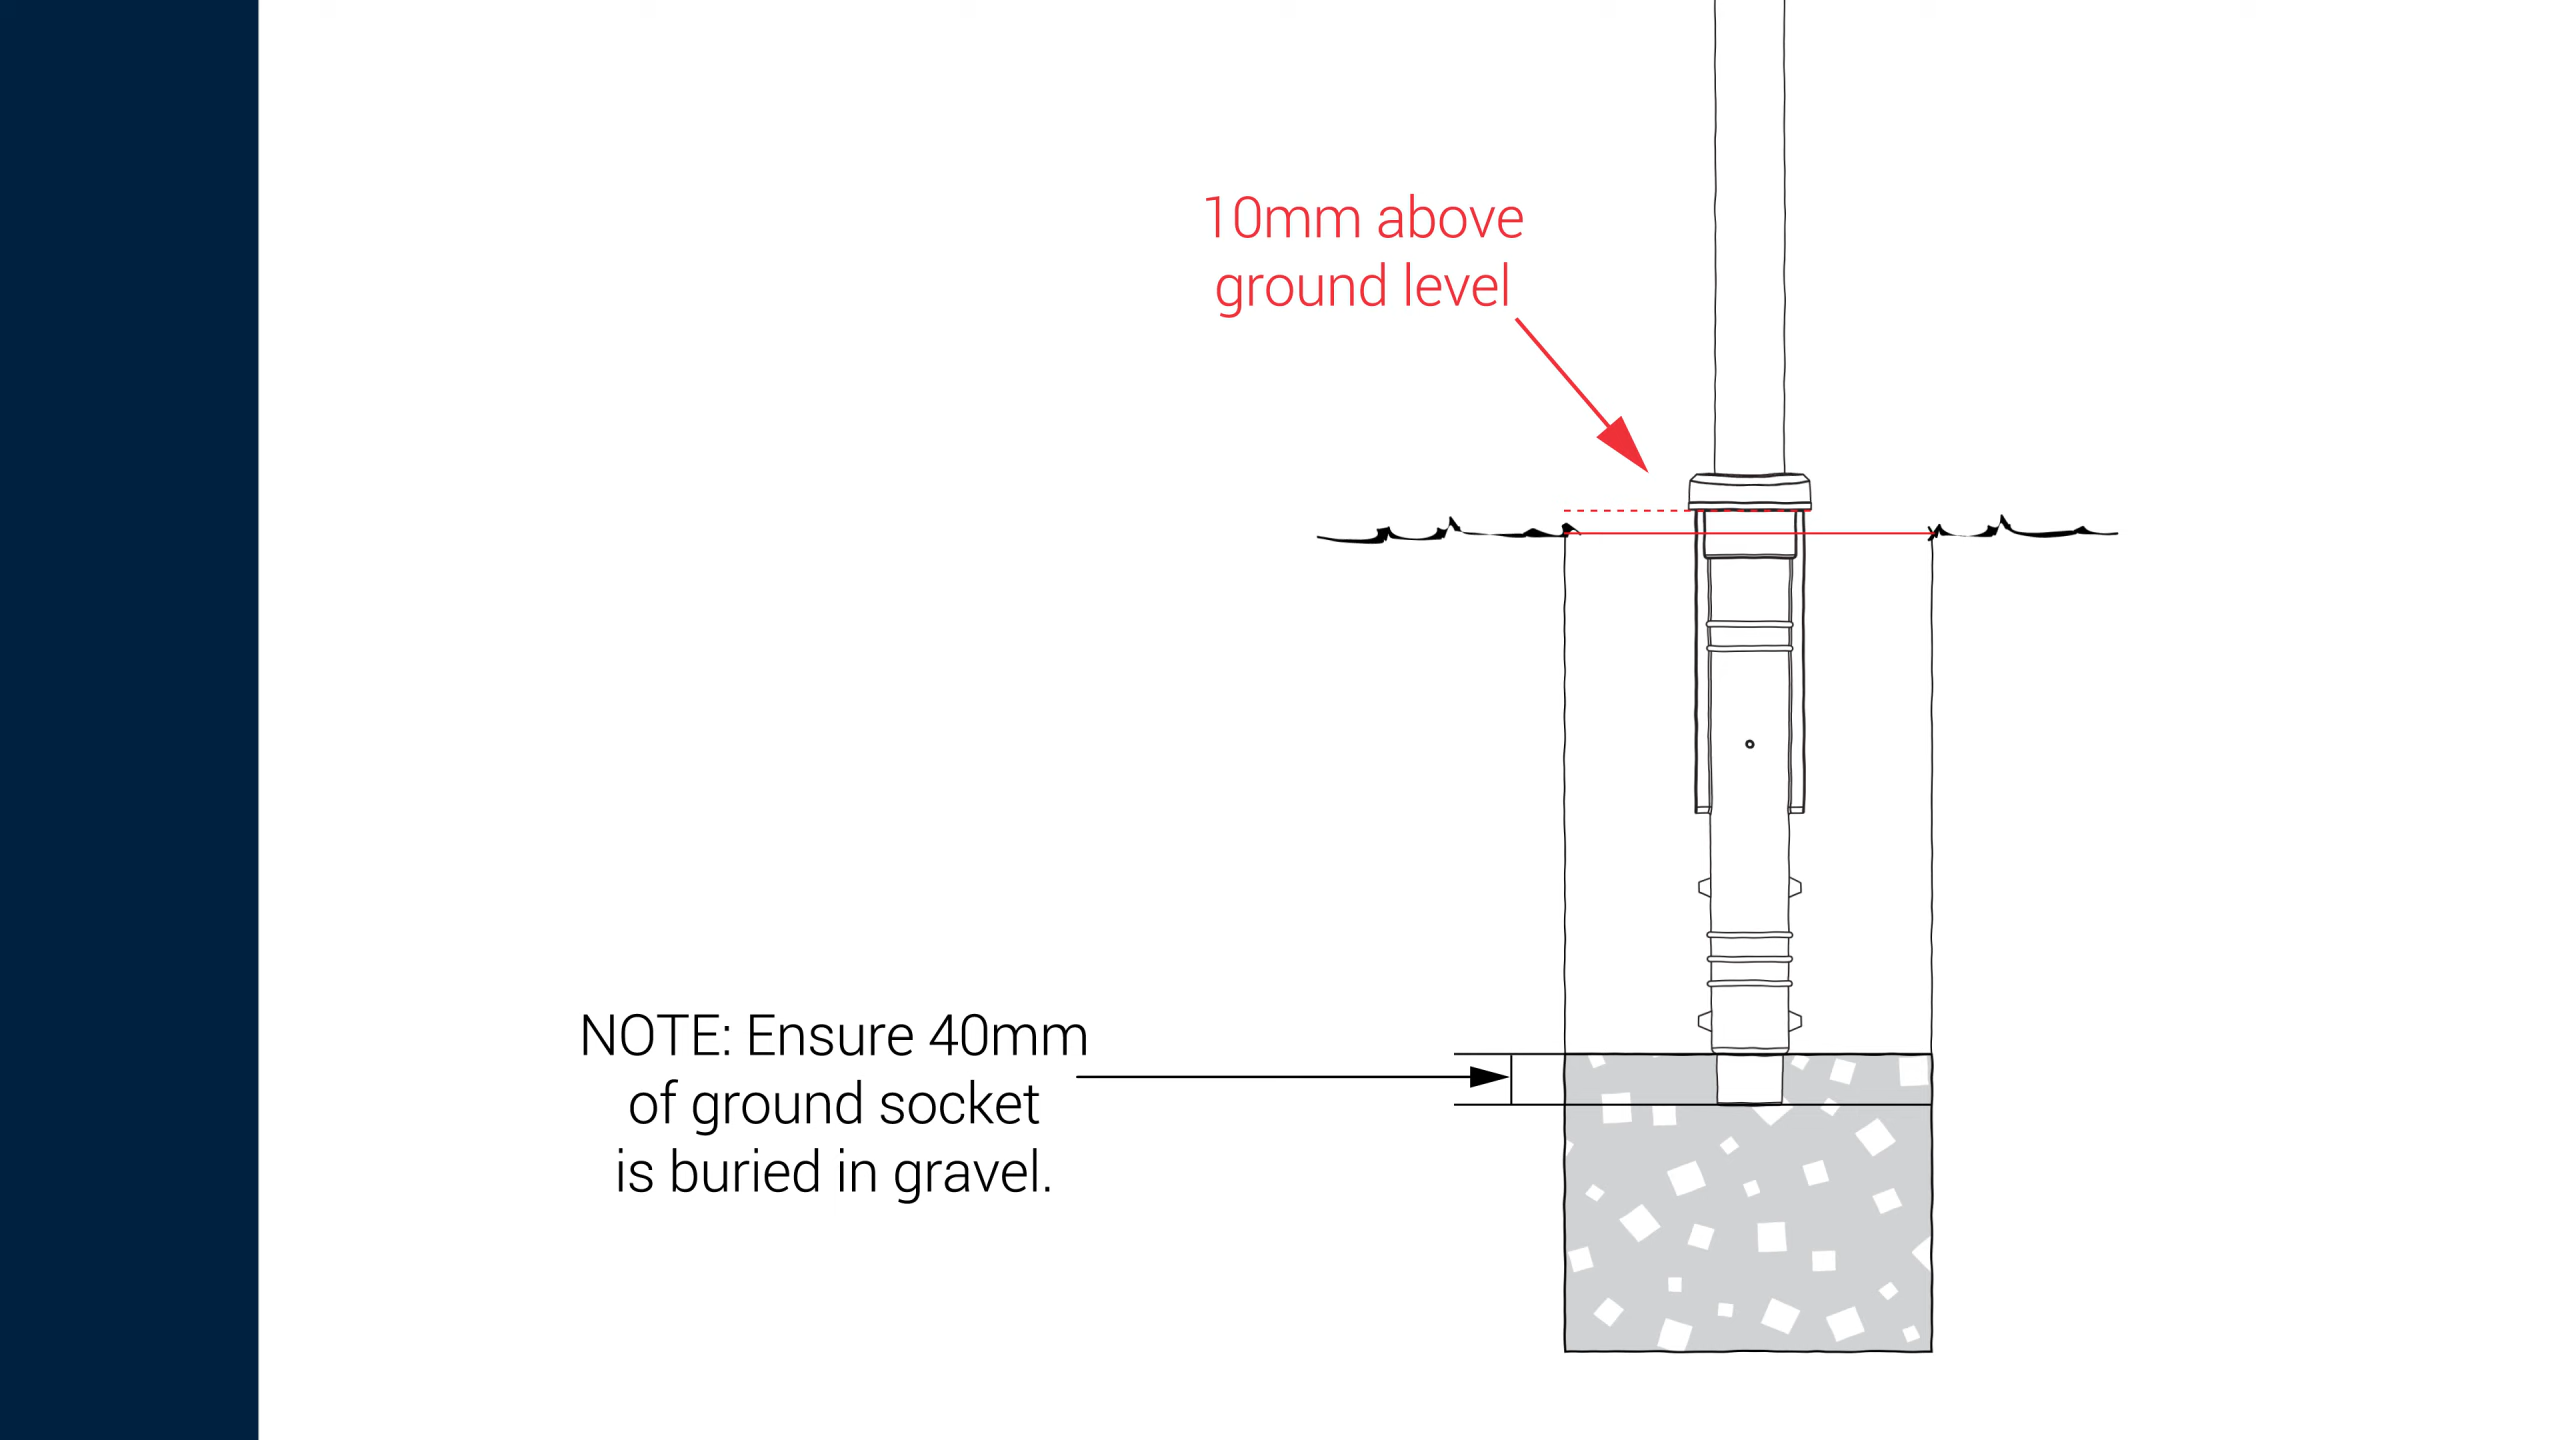 10mm above
ground level
NOTE: Ensure 40mm
of ground socket
is buried in gravel.